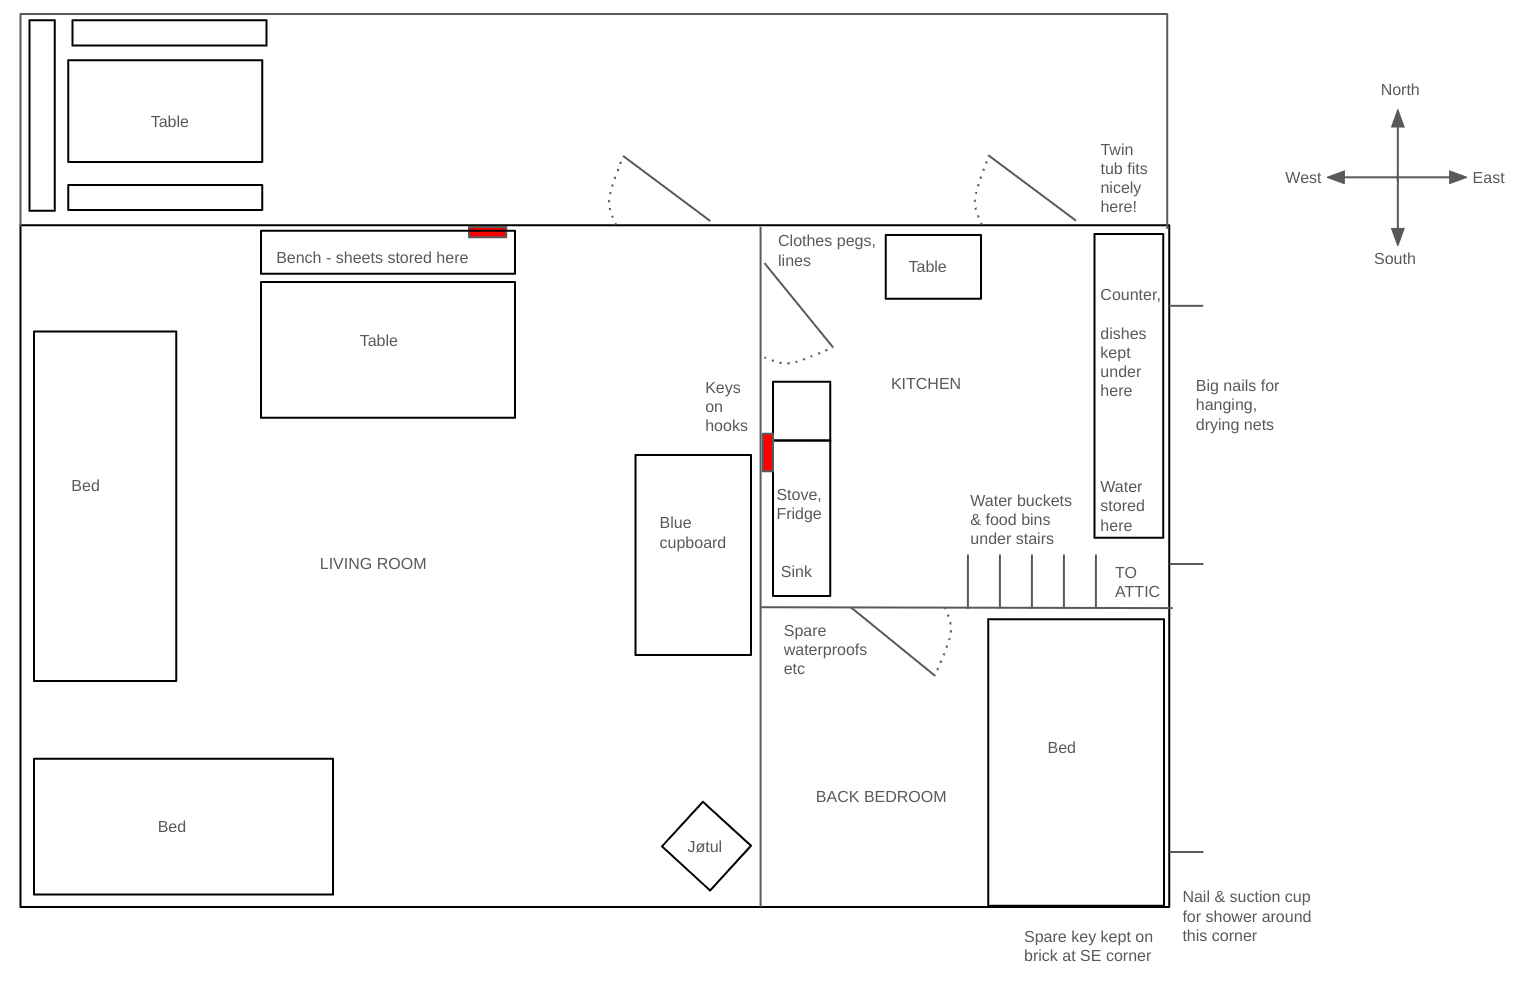 North
West
East
South
Table
Twin
tub fits
nicely
here!
Bench - sheets stored here
Table
Bed
LIVING ROOM
Bed
Keys
on
hooks
Blue
cupboard
Jøtul
Clothes pegs,
lines
Table
KITCHEN
Counter,
dishes
kept
under
here
Water
stored
here
Stove,
Fridge
Sink
Water buckets
& food bins
under stairs
TO
ATTIC
Big nails for
hanging,
drying nets
Spare
waterproofs
etc
BACK BEDROOM
Bed
Nail & suction cup
for shower around
this corner
Spare key kept on
brick at SE corner